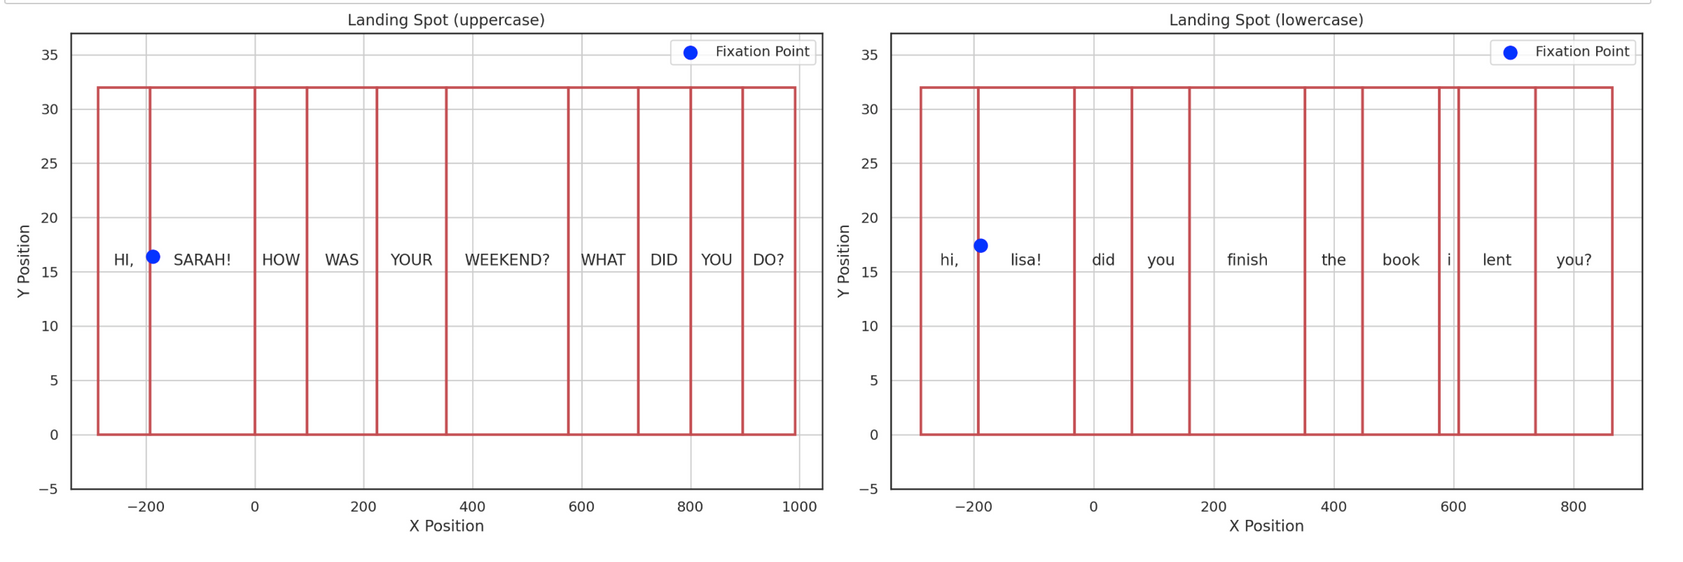 Landing Spot (uppercase)
Fixation Point
35
30
25
20
15
10
5
0
−5
Y Position
HI, SARAH! HOW WAS YOUR WEEKEND? WHAT DID YOU DO?
−200 0 200 400 600 800 1000
X Position
Landing Spot (lowercase)
Fixation Point
35
30
25
20
15
10
5
0
−5
Y Position
hi, lisa! did you finish the book i lent you?
−200 0 200 400 600 800
X Position